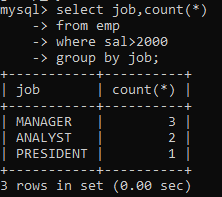 mysql> select job,count(*)
    -> from emp
    -> where sal>2000
    -> group by job;
+-----------+----------+
| job       | count(*) |
+-----------+----------+
| MANAGER   |        3 |
| ANALYST   |        2 |
| PRESIDENT |        1 |
+-----------+----------+
3 rows in set (0.00 sec)